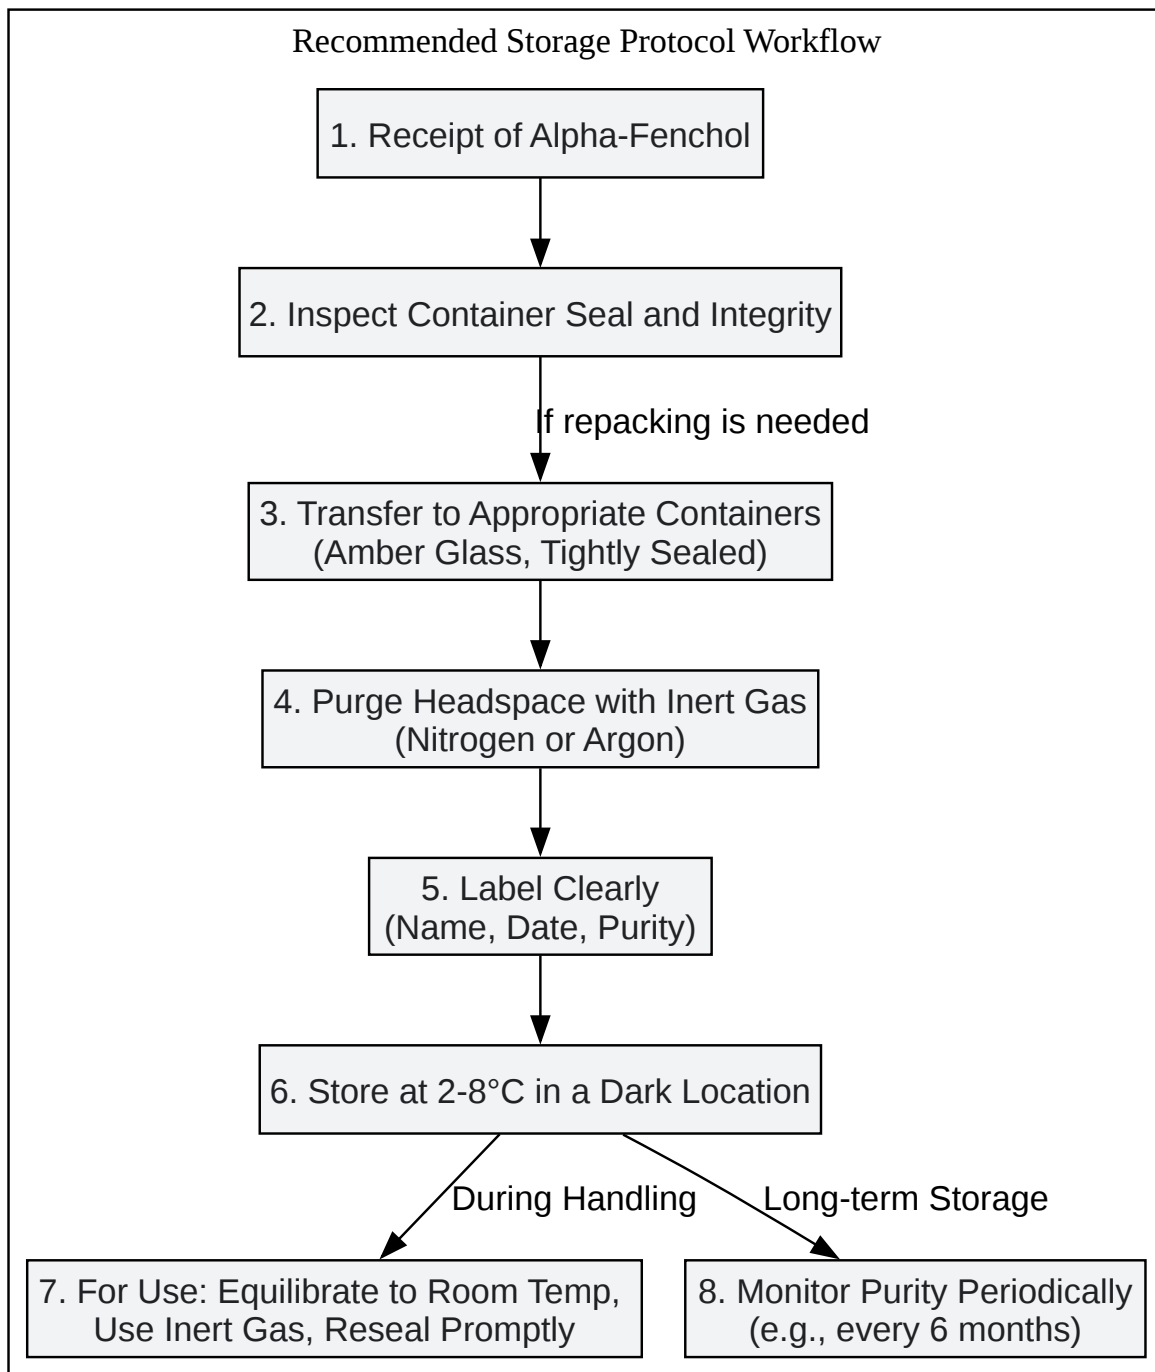 Recommended Storage Protocol Workflow
1. Receipt of Alpha-Fenchol
2. Inspect Container Seal and Integrity
If repacking is needed
3. Transfer to Appropriate Containers
(Amber Glass, Tightly Sealed)
4. Purge Headspace with Inert Gas
(Nitrogen or Argon)
5. Label Clearly
(Name, Date, Purity)
6. Store at 2-8°C in a Dark Location
During Handling
Long-term Storage
7. For Use: Equilibrate to Room Temp,
Use Inert Gas, Reseal Promptly
8. Monitor Purity Periodically
(e.g., every 6 months)